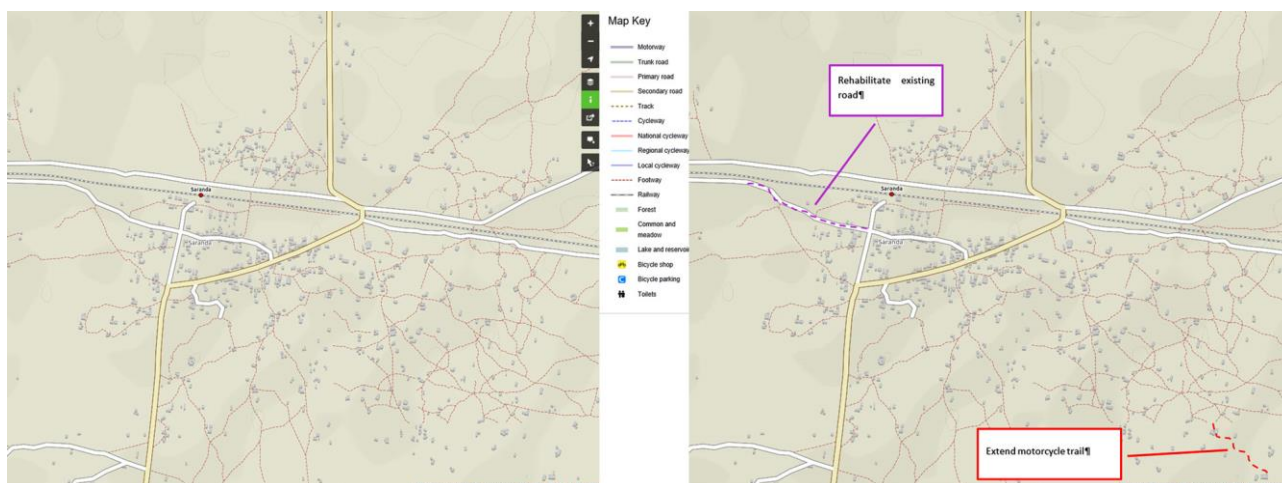 Saranda
Saranda
Map Key
Motorway
Trunk road
Primary road
Secondary road
Track
Cycleway
National cycleway
Regional cycleway
Local cycleway
Footway
Railway
Forest
Common and
meadow
Lake and reservoir
Bicycle shop
C
Bicycle parking
Toilets
Rehabilitate existing
road¶
Saranda
Saranda
Extend motorcycle trail¶